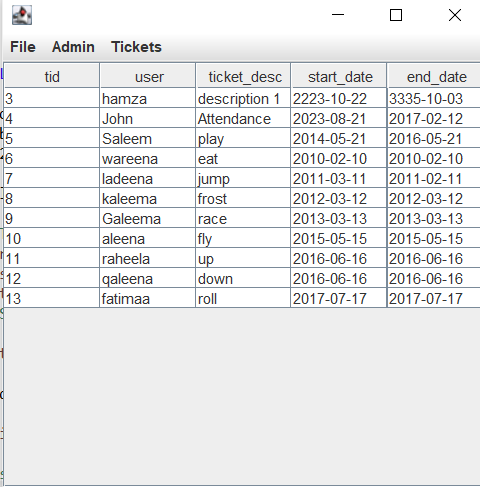 File Admin Tickets
tid user ticket_desc start_date end_date
3 hamza description 1 2223-10-22 3335-10-03
4 John Attendance 2023-08-21 2017-02-12
5 Saleem play 2014-05-21 2016-05-21
6 wareena eat 2010-02-10 2010-02-10
7 ladeena jump 2011-03-11 2011-02-11
8 kaleema frost 2012-03-12 2012-03-12
9 Galeema race 2013-03-13 2013-03-13
10 aleena fly 2015-05-15 2015-05-15
11 raheela up 2016-06-16 2016-06-16
12 qaleena down 2016-06-16 2016-06-16
13 fatimaa roll 2017-07-17 2017-07-17